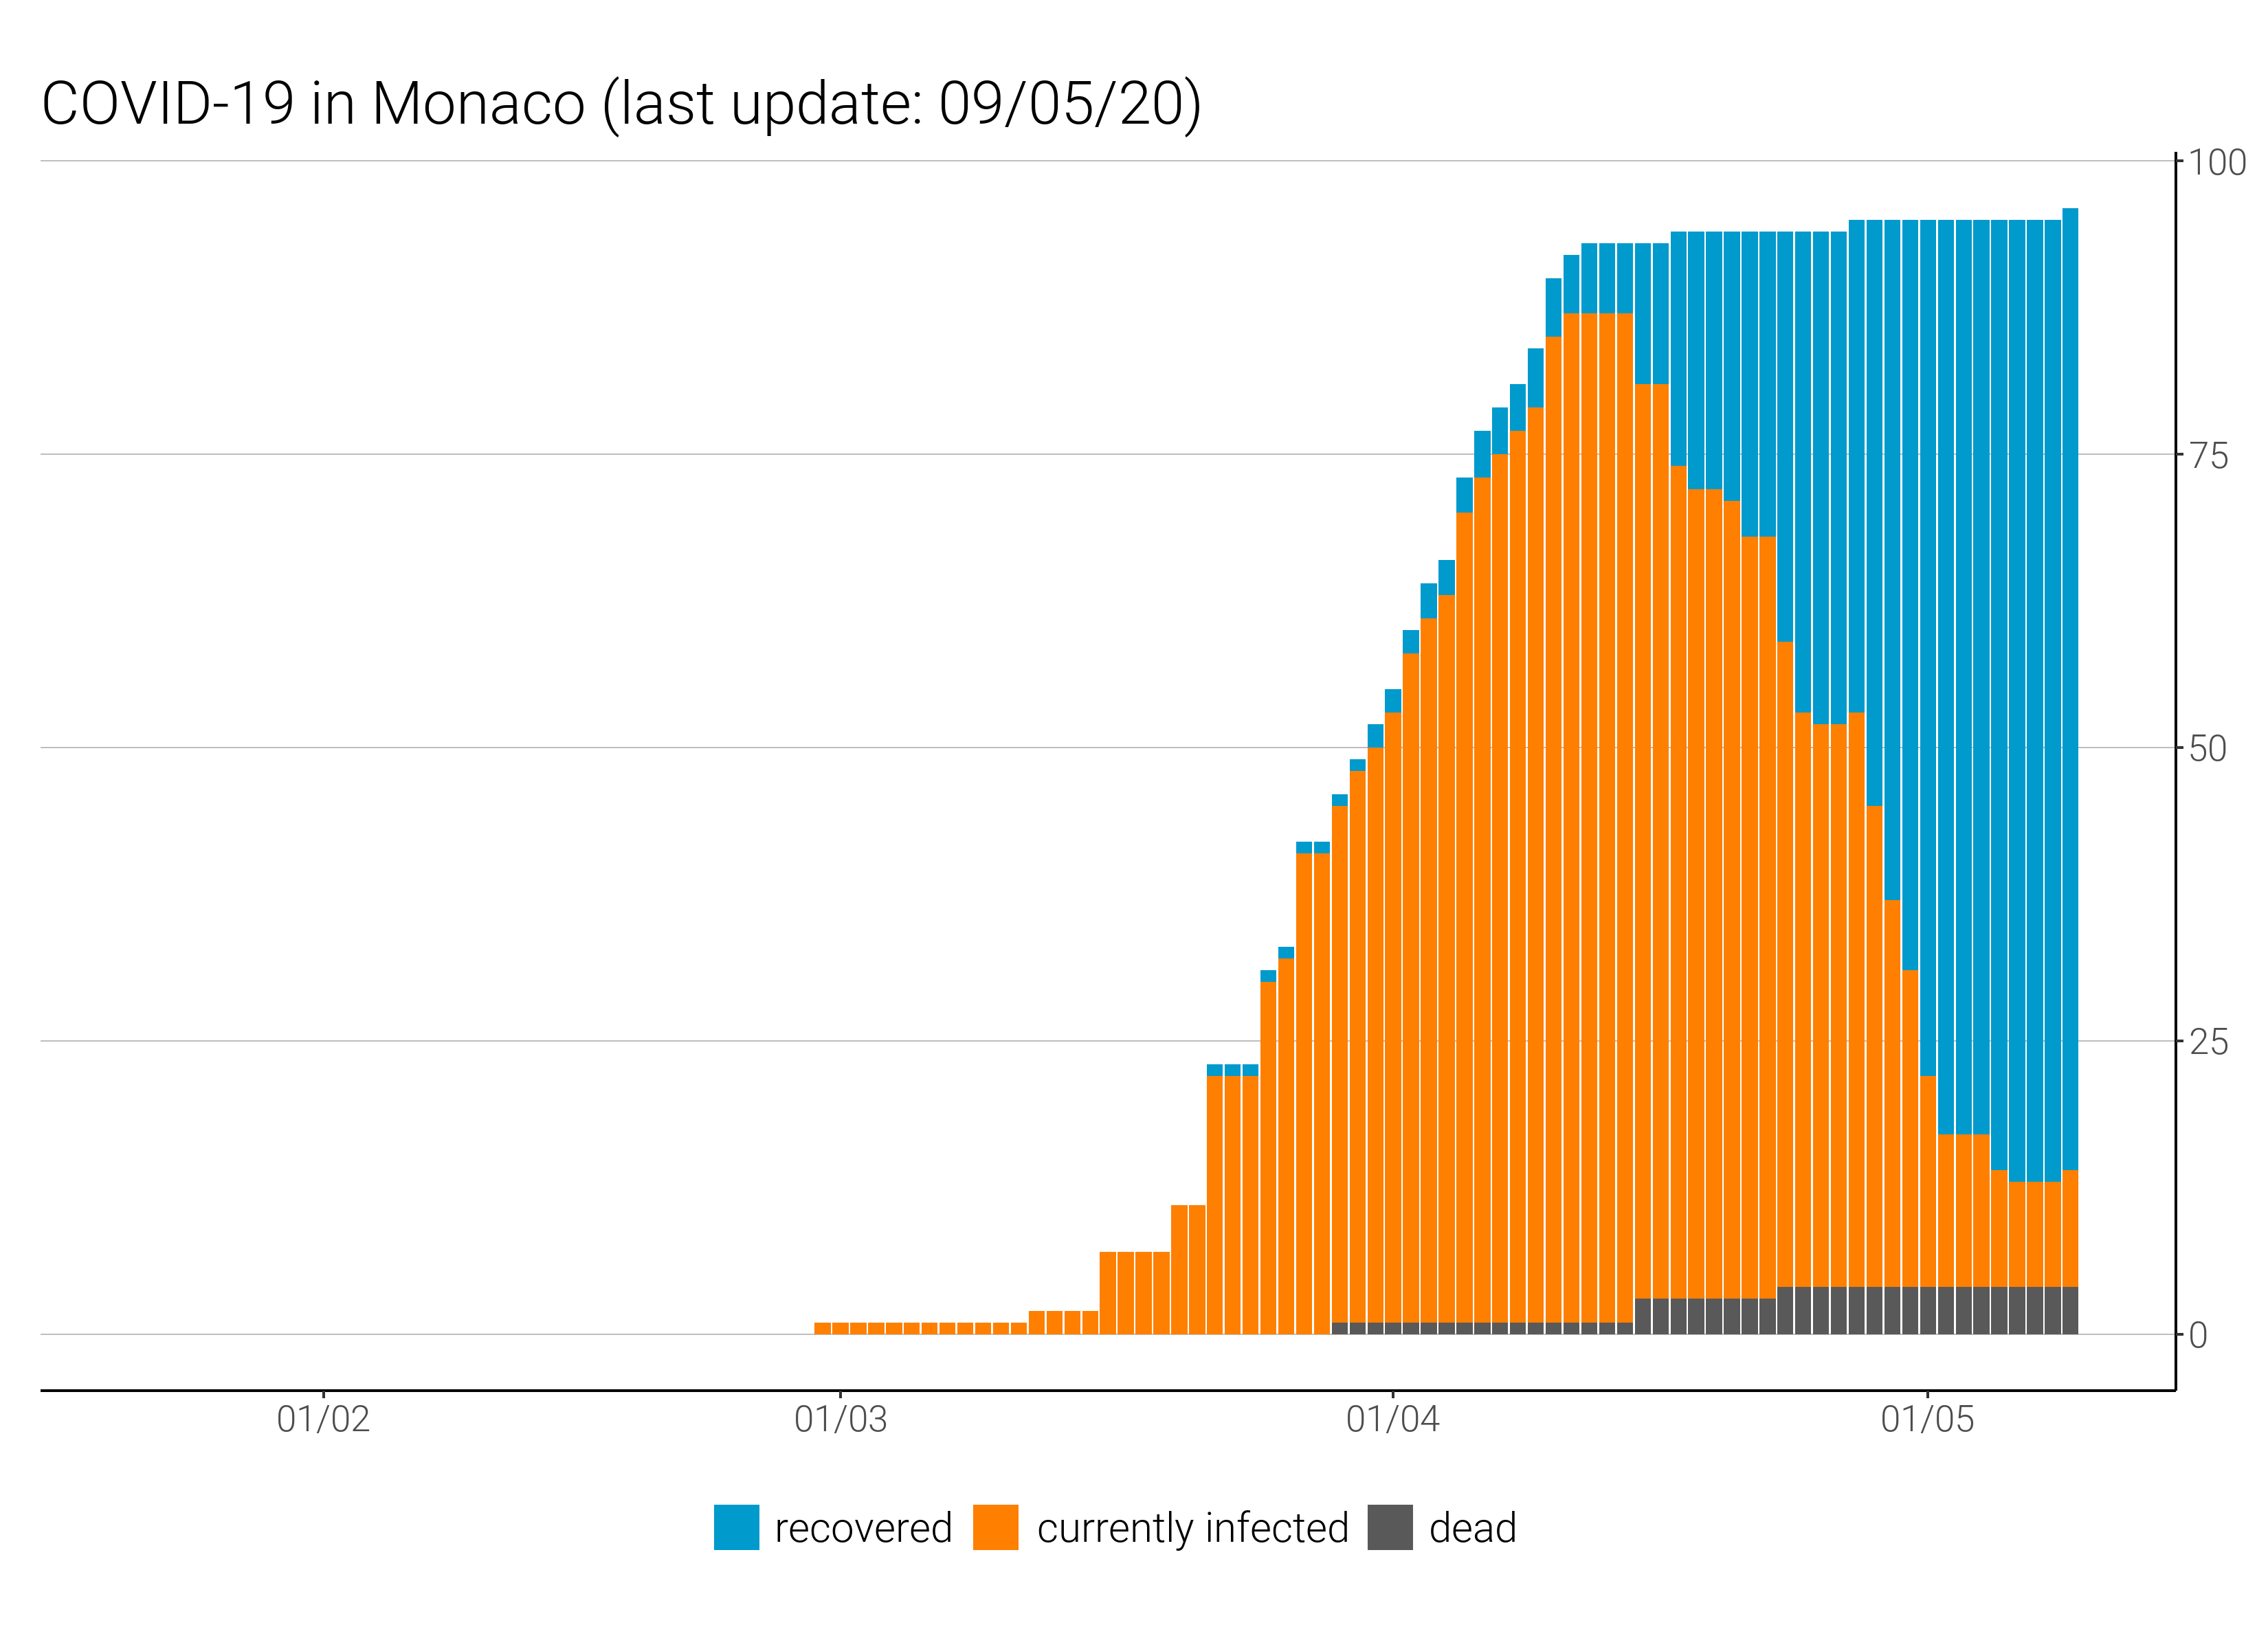 COVID-19 in Monaco (last update: 09/05/20)
100
75
50
25
0
01/02 01/03 01/04 01/05
recovered currently infected dead